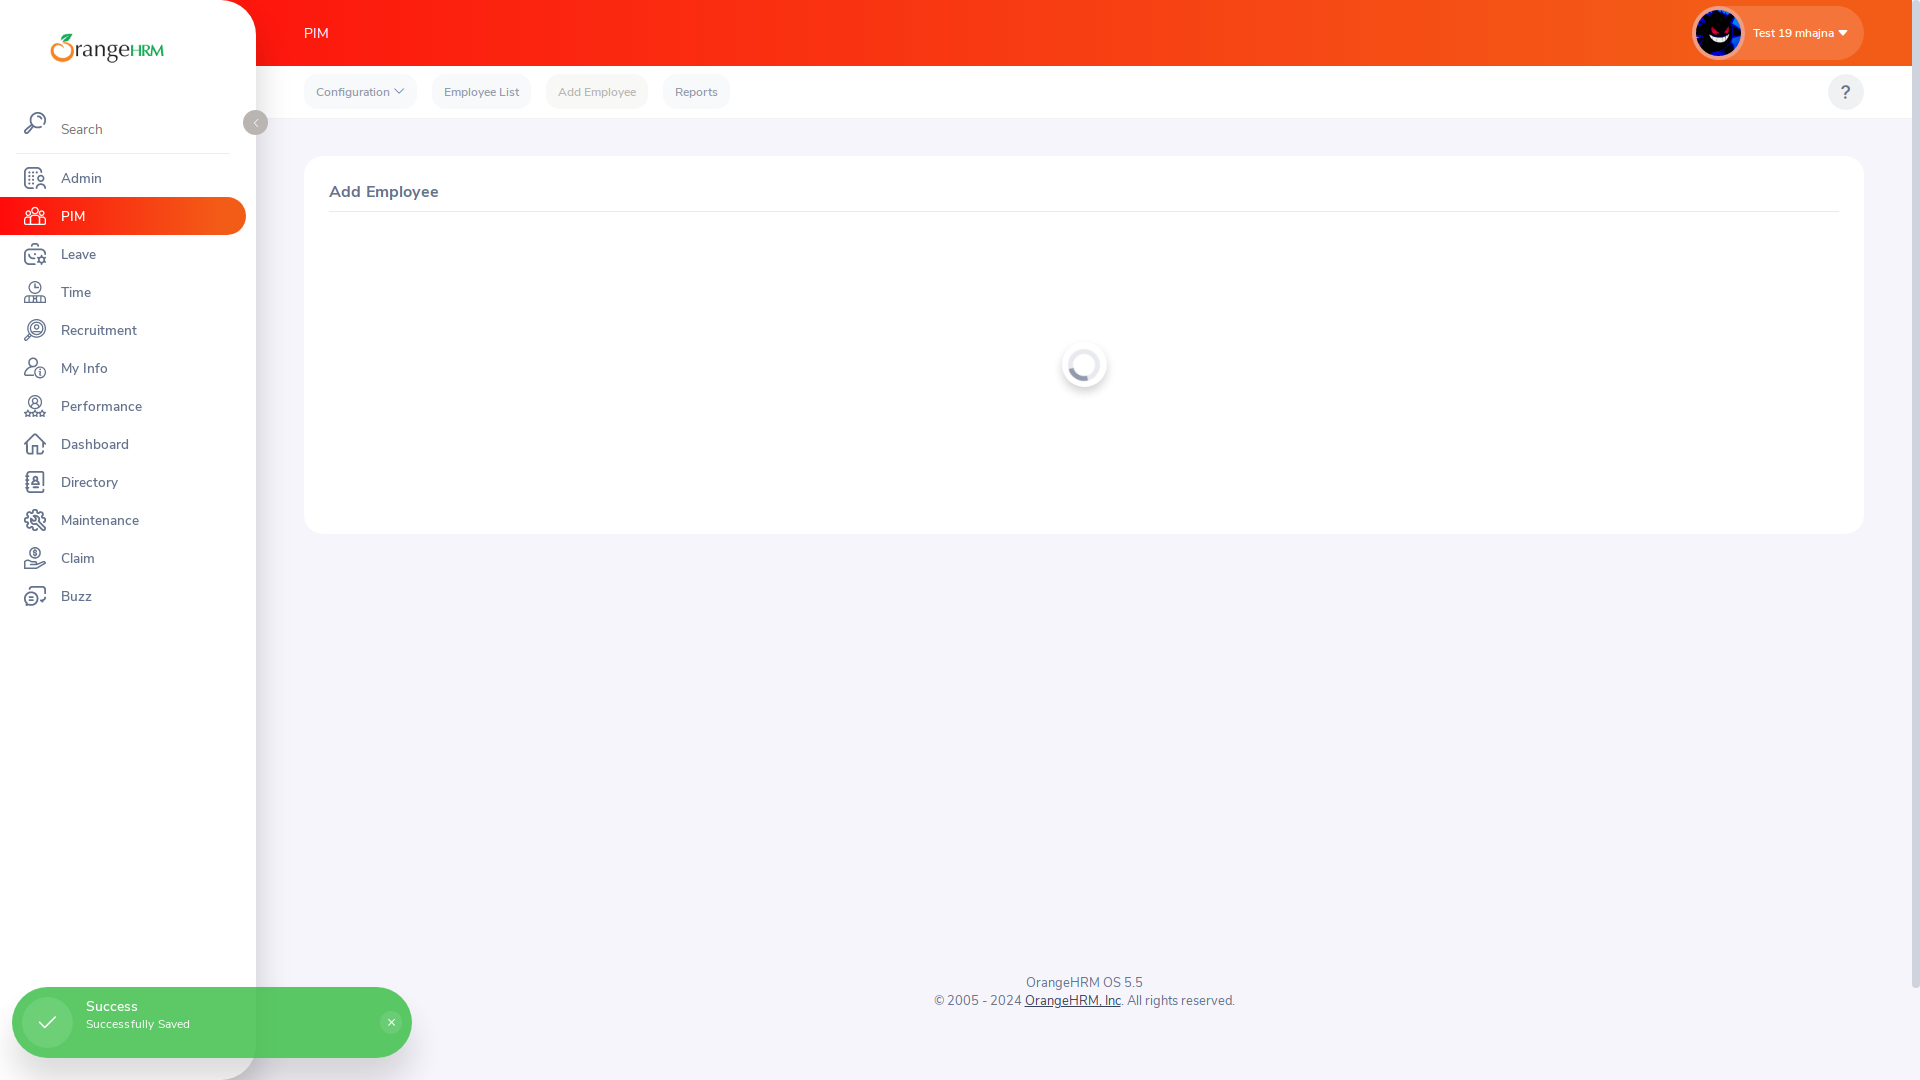 OrangeHRM
Search
Admin
PIM
Leave
Time
Recruitment
My Info
Performance
Dashboard
Directory
Maintenance
Claim
Buzz
PIM
Test 19 mhajna
Configuration
Employee List
Add Employee
Reports
?
Add Employee
OrangeHRM OS 5.5
© 2005 - 2024 OrangeHRM, Inc. All rights reserved.
Success
Successfully Saved
×